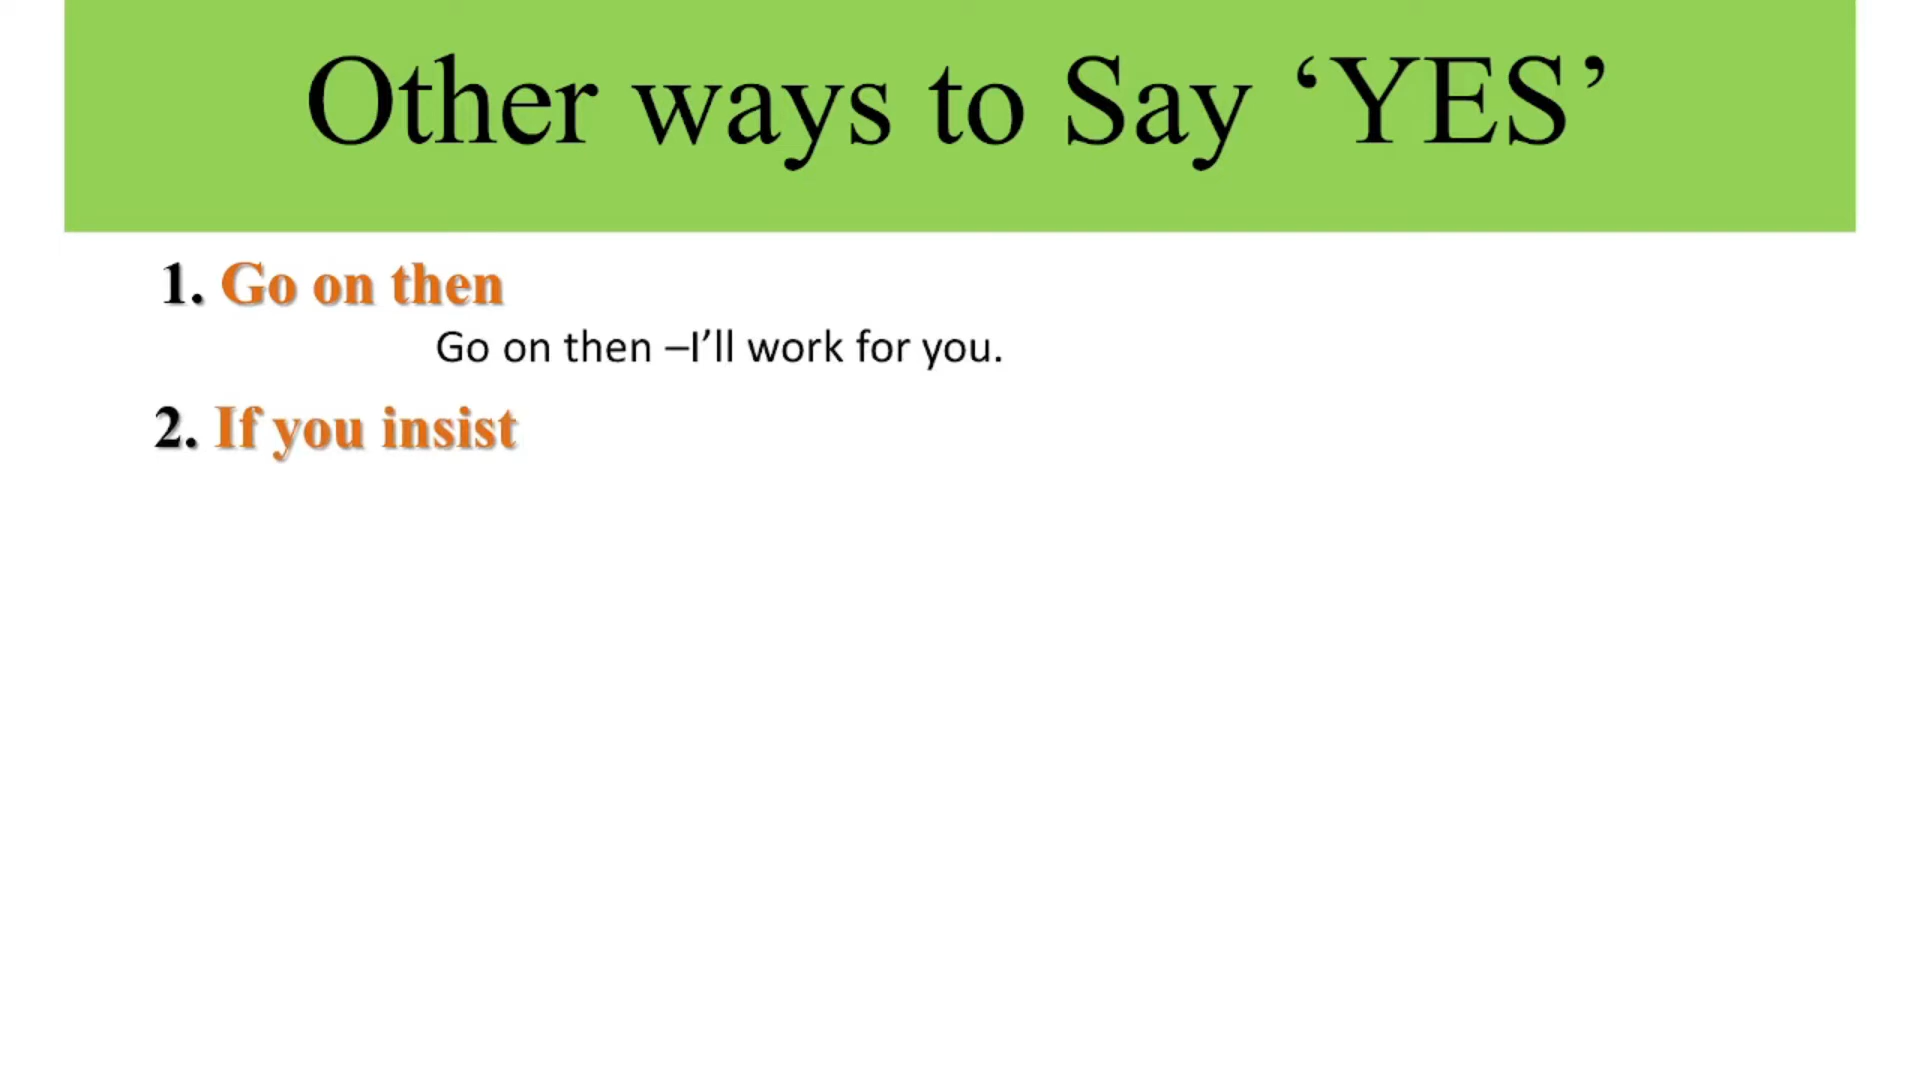 Other ways to Say ‘YES’
1. Go on then
Go on then –I’ll work for you.
2. If you insist